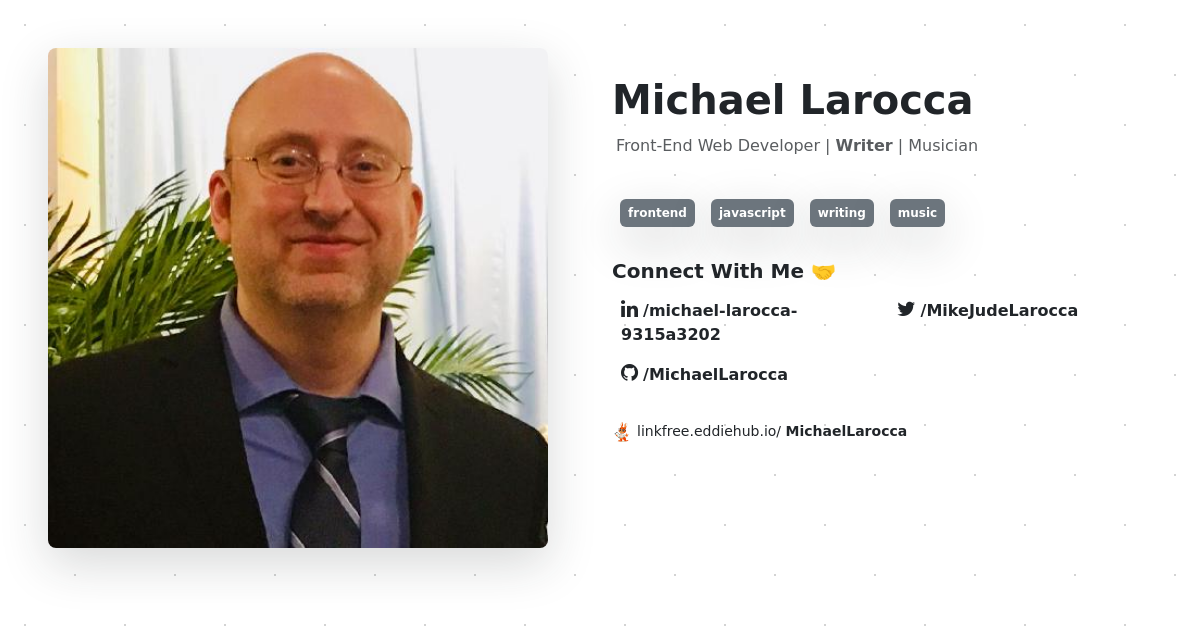 Michael Larocca
Front-End Web Developer | Writer | Musician
frontend javascript writing music
Connect With Me 🤝
/michael-larocca-
9315a3202
/MikeJudeLarocca
/MichaelLarocca
linkfree.eddiehub.io/ MichaelLarocca